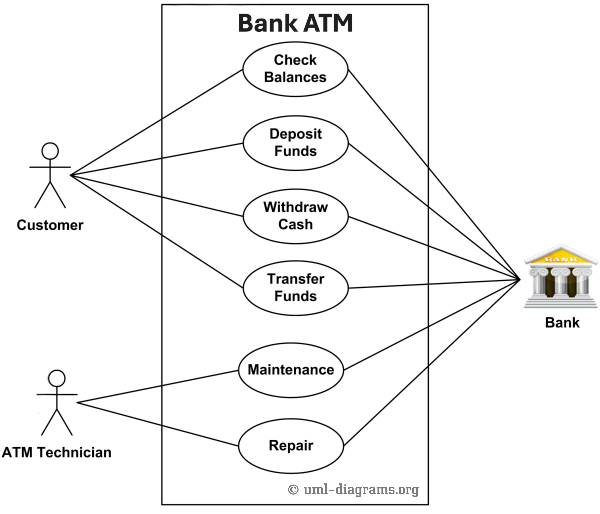 Bank ATM
Check
Balances
Deposit
Funds
Customer
Withdraw
Cash
BANK
Transfer
Funds
Bank
Maintenance
ATM Technician
Repair
© uml-diagrams.org